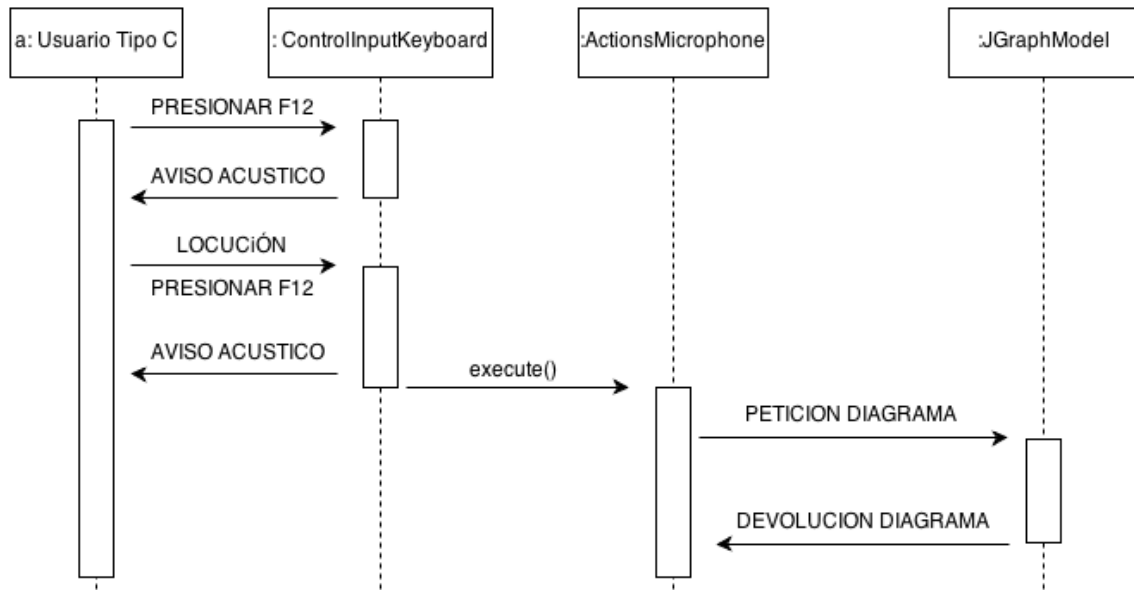 a: Usuario Tipo C
: ControlInputKeyboard
:ActionsMicrophone
:JGraphModel
PRESIONAR F12
AVISO ACUSTICO
LOCUCiÓN
PRESIONAR F12
AVISO ACUSTICO
execute()
PETICION DIAGRAMA
DEVOLUCION DIAGRAMA